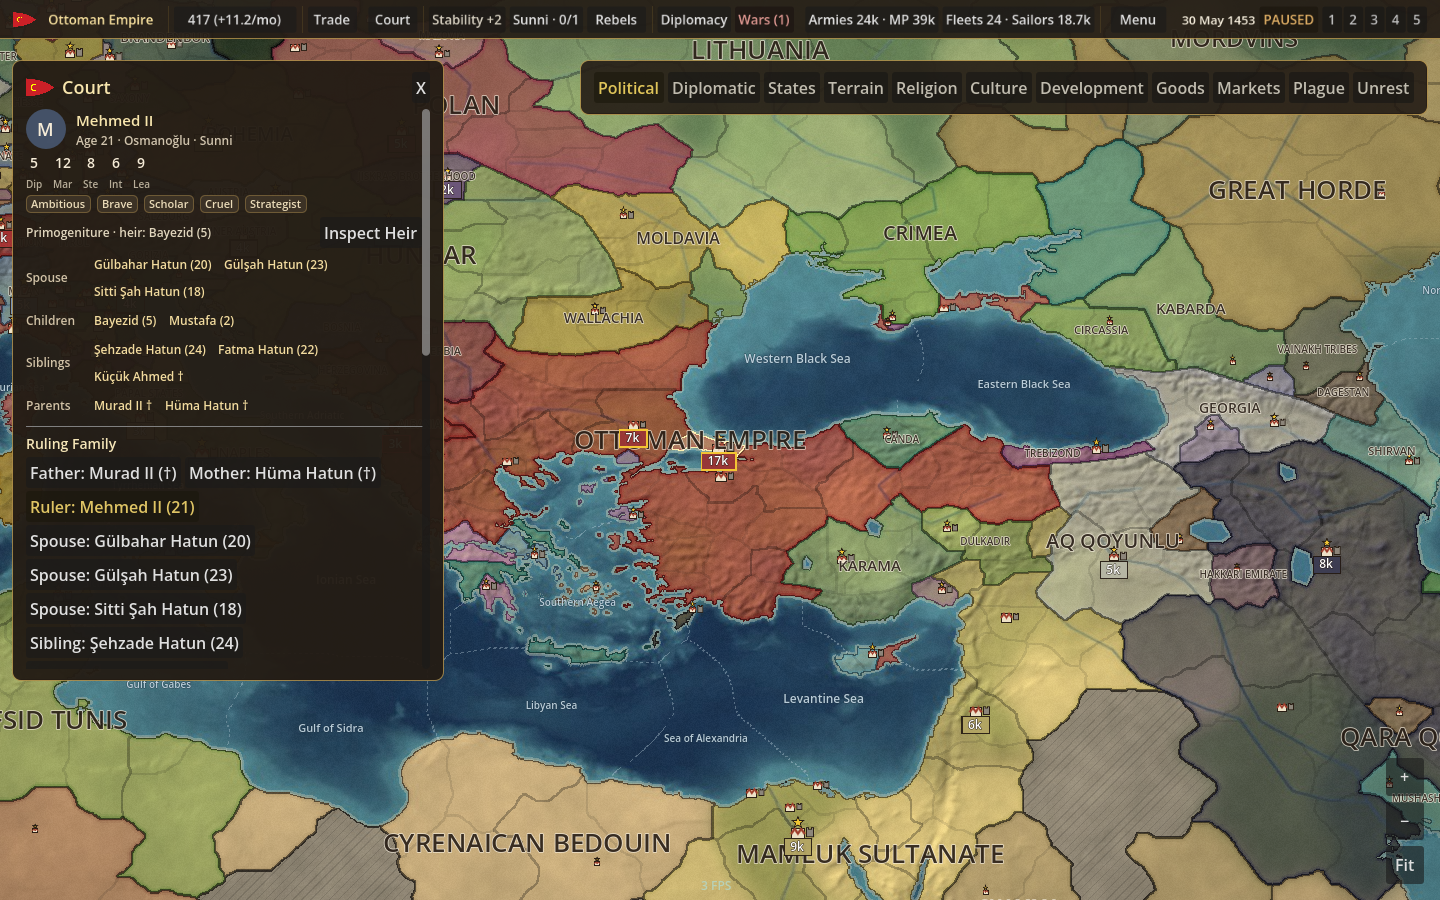 Ottoman Empire 417 (+11.2/mo) Trade Court Stability +2 Sunni · 0/1 Rebels Diplomacy Wars (1) Armies 24k · MP 39k Fleets 24 · Sailors 18.7k Menu 30 May 1453 PAUSED 1 2 3 4 5
Court X
M
Mehmed II
Age 21 · Osmanoğlu · Sunni
5 12 8 6 9
Dip Mar Ste Int Lea
Ambitious Brave Scholar Cruel Strategist
Primogeniture · heir: Bayezid (5) Inspect Heir
Spouse Gülbahar Hatun (20) Gülşah Hatun (23)
Sitti Şah Hatun (18)
Children Bayezid (5) Mustafa (2)
Siblings Şehzade Hatun (24) Fatma Hatun (22)
Küçük Ahmed †
Parents Murad II † Hüma Hatun †
Ruling Family
Father: Murad II (†) Mother: Hüma Hatun (†)
Ruler: Mehmed II (21)
Spouse: Gülbahar Hatun (20)
Spouse: Gülşah Hatun (23)
Spouse: Sitti Şah Hatun (18)
Sibling: Şehzade Hatun (24)
Political Diplomatic States Terrain Religion Culture Development Goods Markets Plague Unrest
LITHUANIA
MORDVINS
GREAT HORDE
MOLDAVIA
CRIMEA
WALLACHIA
KABARDA
CIRCASSIA
VAINAKH TRIBES
DAGESTAN
Western Black Sea
Eastern Black Sea
GEORGIA
OTTOMAN EMPIRE
7k
17k
CANDA
TREBIZOND
SHIRVAN
DULKADIR
AQ QOYUNLU
KARAMA
5k
8k
HAKKARI EMIRATE
Southern Aegea
Gulf of Gabes
Levantine Sea
Libyan Sea
Gulf of Sidra
Sea of Alexandria
6k
CYRENAICAN BEDOUIN
MAMLUK SULTANATE
9k
3 FPS
+
−
Fit